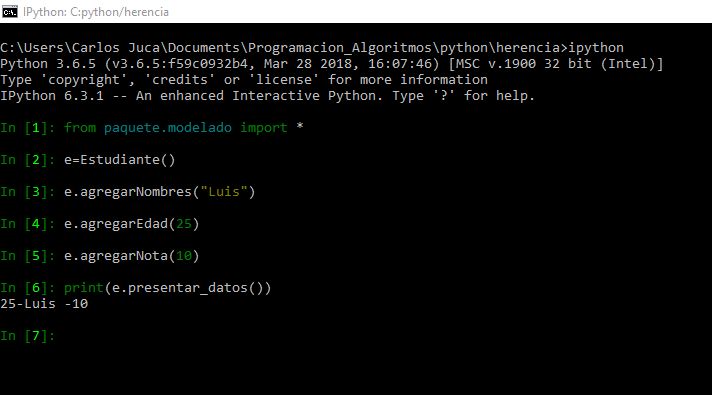 IPython: C:python/herencia
C:\Users\Carlos Juca\Documents\Programacion_Algoritmos\python\herencia>ipython
Python 3.6.5 (v3.6.5:f59c0932b4, Mar 28 2018, 16:07:46) [MSC v.1900 32 bit (Intel)]
Type 'copyright', 'credits' or 'license' for more information
IPython 6.3.1 -- An enhanced Interactive Python. Type '?' for help.
In [1]: from paquete.modelado import *
In [2]: e=Estudiante()
In [3]: e.agregarNombres("Luis")
In [4]: e.agregarEdad(25)
In [5]: e.agregarNota(10)
In [6]: print(e.presentar_datos())
25-Luis -10
In [7]: